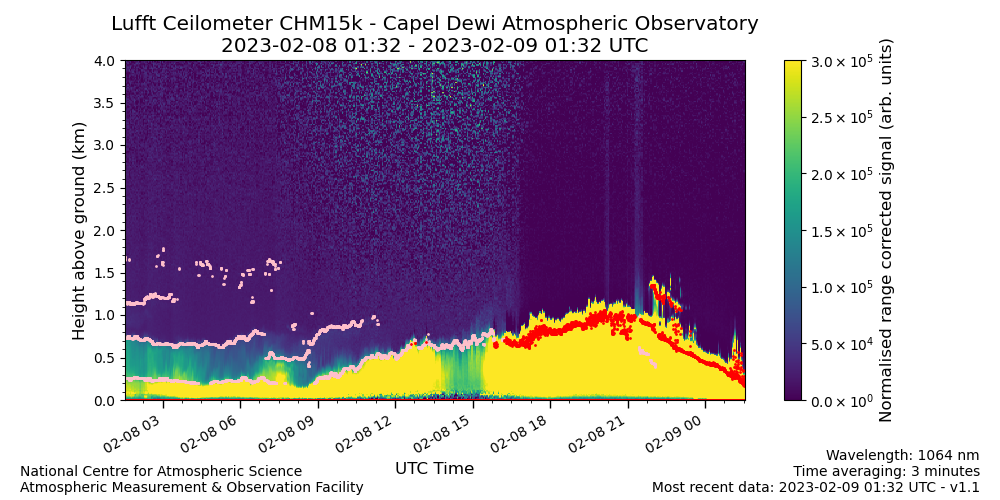 Lufft Ceilometer CHM15k - Capel Dewi Atmospheric Observatory
2023-02-08 01:32 - 2023-02-09 01:32 UTC
Height above ground (km)
4.0
3.5
3.0
2.5
2.0
1.5
1.0
0.5
0.0
02-08 03
02-08 06
02-08 09
02-08 12
02-08 15
02-08 18
02-08 21
02-09 00
UTC Time
3.0 × 10⁵
2.5 × 10⁵
2.0 × 10⁵
1.5 × 10⁵
1.0 × 10⁵
5.0 × 10⁴
0.0 × 10⁰
Normalised range corrected signal (arb. units)
National Centre for Atmospheric Science
Atmospheric Measurement & Observation Facility
Wavelength: 1064 nm
Time averaging: 3 minutes
Most recent data: 2023-02-09 01:32 UTC - v1.1